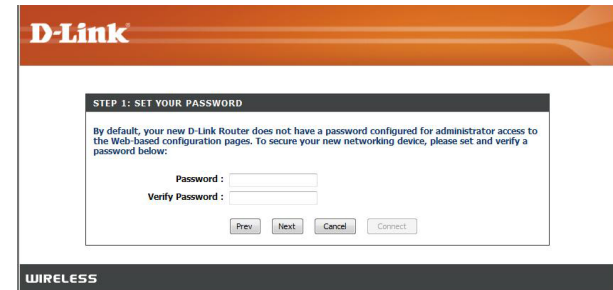 D-Link
STEP 1: SET YOUR PASSWORD
By default, your new D-Link Router does not have a password configured for administrator access to
the Web-based configuration pages. To secure your new networking device, please set and verify a
password below:
Password :
Verify Password :
Prev Next Cancel Connect
WIRELESS